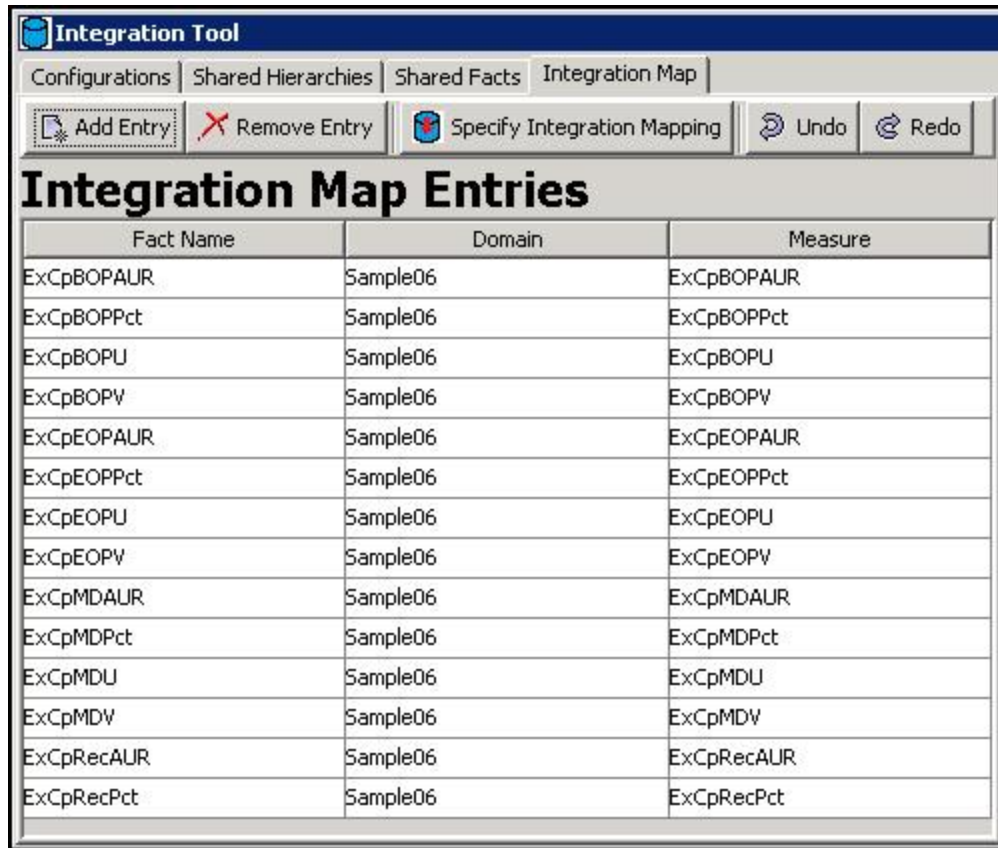 Integration Tool
Configurations Shared Hierarchies Shared Facts Integration Map
Add Entry Remove Entry Specify Integration Mapping Undo Redo
Integration Map Entries
Fact Name Domain Measure
ExCpBOPAUR Sample06 ExCpBOPAUR
ExCpBOPPct Sample06 ExCpBOPPct
ExCpBOPU Sample06 ExCpBOPU
ExCpBOPV Sample06 ExCpBOPV
ExCpEOPAUR Sample06 ExCpEOPAUR
ExCpEOPPct Sample06 ExCpEOPPct
ExCpEOPU Sample06 ExCpEOPU
ExCpEOPV Sample06 ExCpEOPV
ExCpMDAUR Sample06 ExCpMDAUR
ExCpMDPct Sample06 ExCpMDPct
ExCpMDU Sample06 ExCpMDU
ExCpMDV Sample06 ExCpMDV
ExCpRecAUR Sample06 ExCpRecAUR
ExCpRecPct Sample06 ExCpRecPct